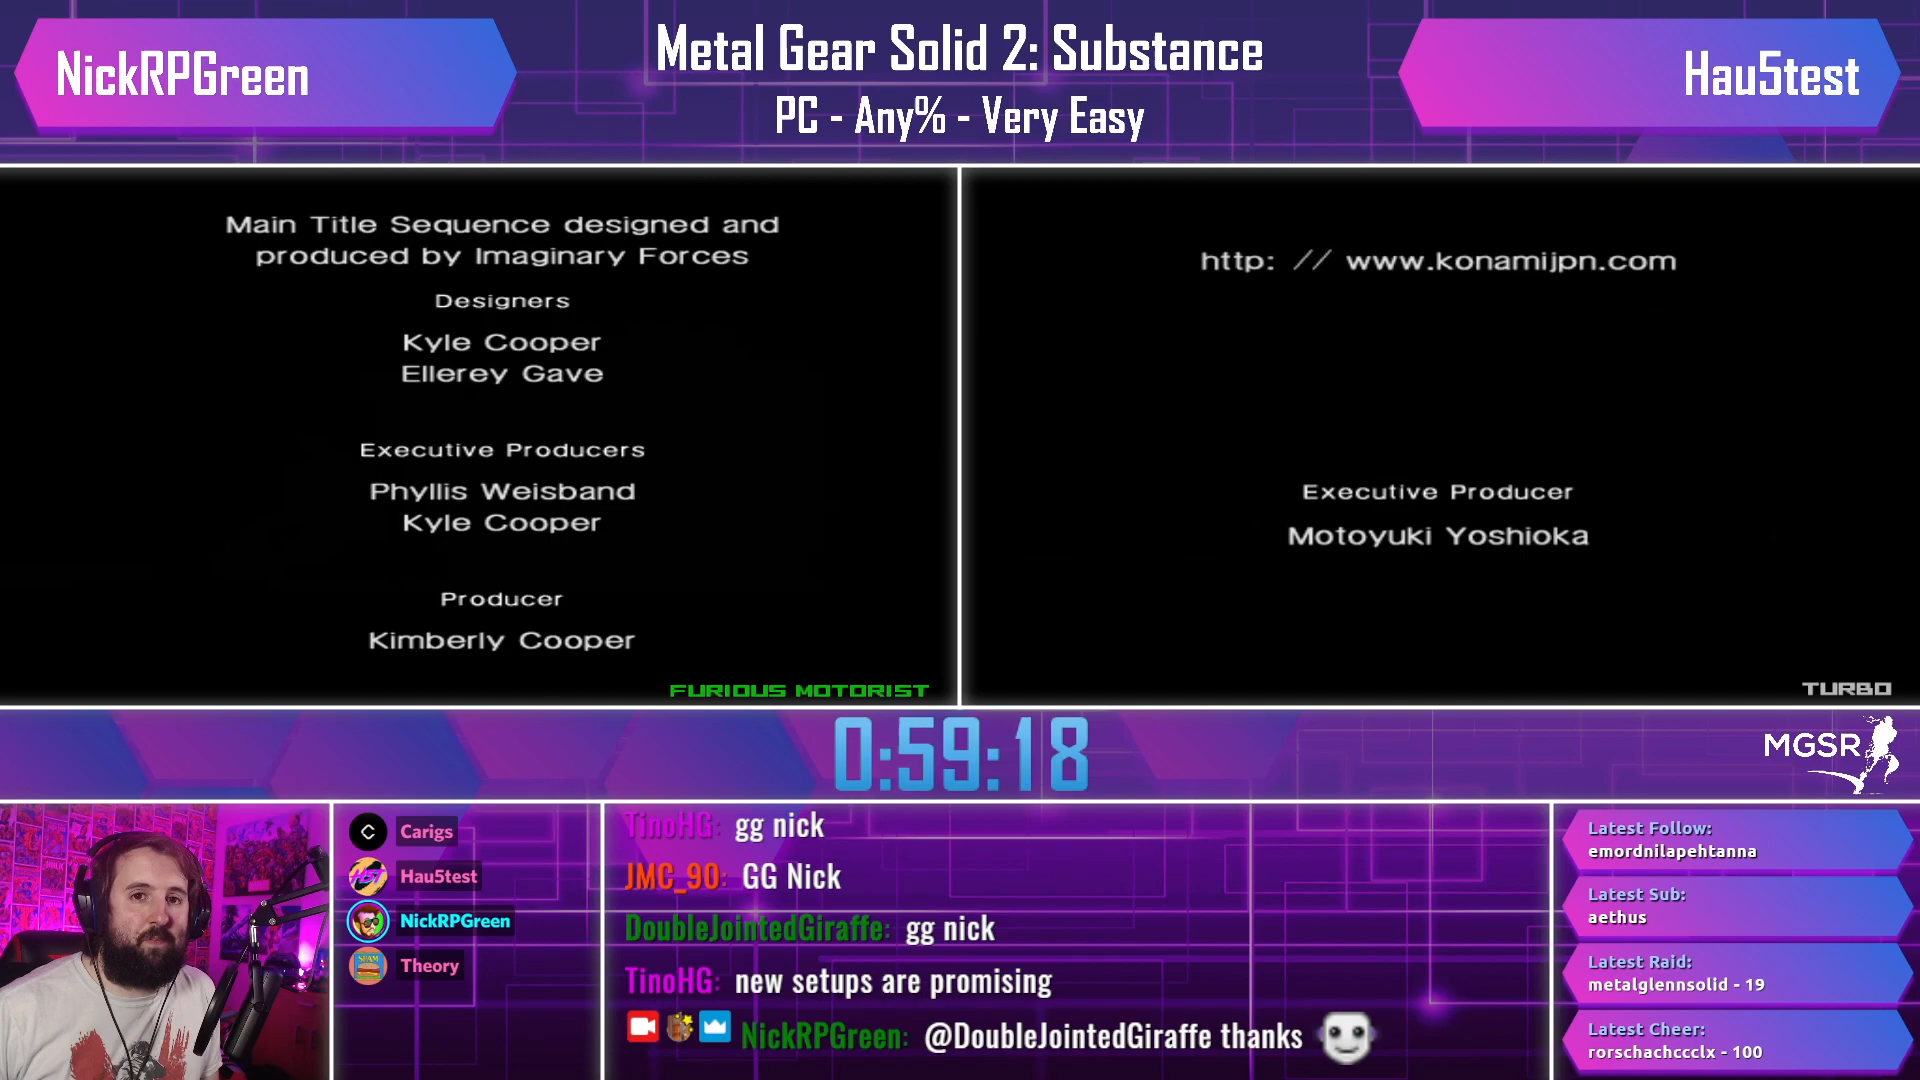 NickRPGreen
Metal Gear Solid 2: Substance
PC - Any% - Very Easy
Hau5test
Main Title Sequence designed and
produced by Imaginary Forces
Designers
Kyle Cooper
Ellerey Gave
Executive Producers
Phyllis Weisband
Kyle Cooper
Producer
Kimberly Cooper
FURIOUS MOTORIST
http: // www.konamijpn.com
Executive Producer
Motoyuki Yoshioka
TURBO
0:59:18
MGSR
Carigs
Hau5test
NickRPGreen
Theory
TinoHG: gg nick
JMC_90: GG Nick
DoubleJointedGiraffe: gg nick
TinoHG: new setups are promising
NickRPGreen: @DoubleJointedGiraffe thanks
Latest Follow:
emordnilapehtanna
Latest Sub:
aethus
Latest Raid:
metalglennsolid - 19
Latest Cheer:
rorschachccclx - 100